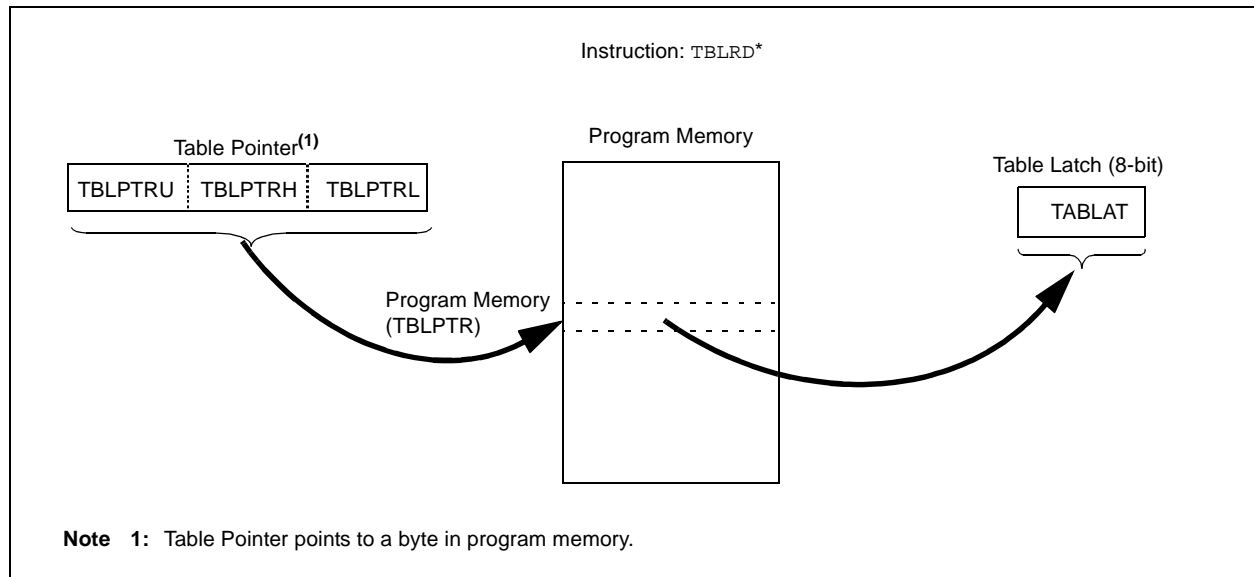 Instruction: TBLRD*
Table Pointer(1)
TBLPTRU TBLPTRH TBLPTRL
Program Memory
Table Latch (8-bit)
TABLAT
Program Memory
(TBLPTR)
Note 1: Table Pointer points to a byte in program memory.